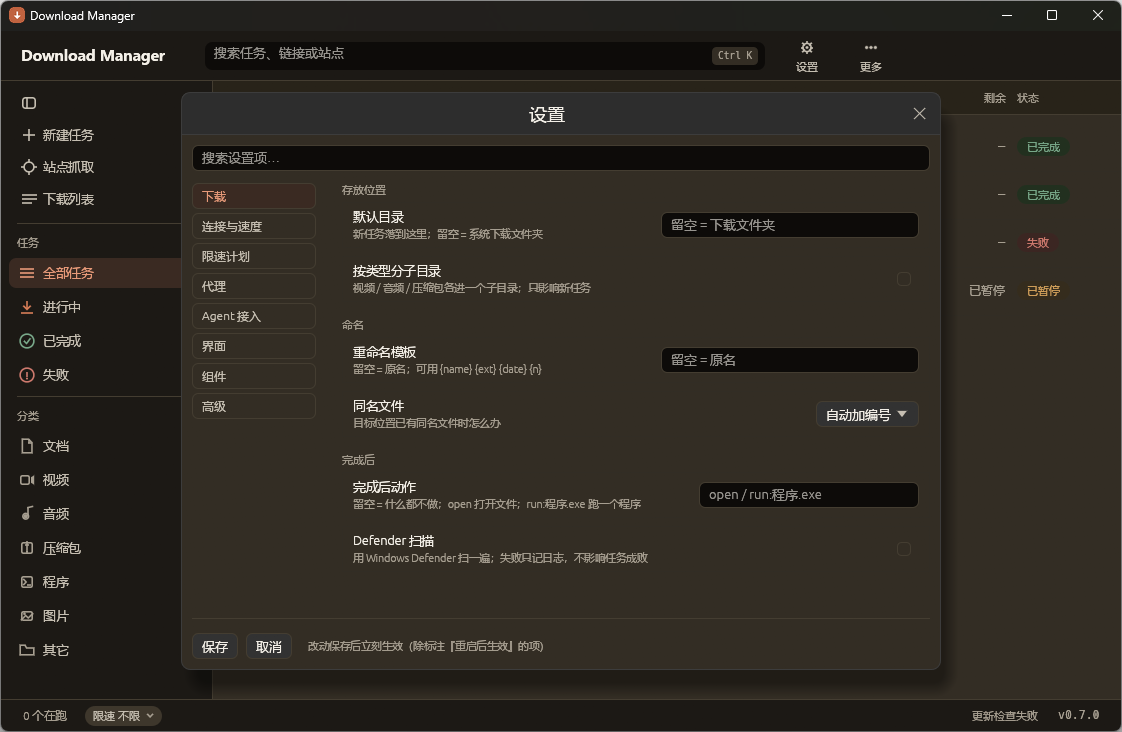 Download Manager
Download Manager
搜索任务、链接或站点
Ctrl K
设置
更多
新建任务
站点抓取
下载列表
任务
全部任务
进行中
已完成
失败
分类
文档
视频
音频
压缩包
程序
图片
其它
剩余 状态
— 已完成
— 已完成
— 失败
已暂停 已暂停
设置
搜索设置项…
下载
连接与速度
限速计划
代理
Agent 接入
界面
组件
高级
存放位置
默认目录
新任务落到这里；留空 = 系统下载文件夹
留空 = 下载文件夹
按类型分子目录
视频 / 音频 / 压缩包各进一个子目录；只影响新任务
命名
重命名模板
留空 = 原名；可用 {name} {ext} {date} {n}
留空 = 原名
同名文件
目标位置已有同名文件时怎么办
自动加编号
完成后
完成后动作
留空 = 什么都不做；open 打开文件；run:程序.exe 跑一个程序
open / run:程序.exe
Defender 扫描
用 Windows Defender 扫一遍；失败只记日志，不影响任务成败
保存
取消
改动保存后立刻生效（除标注『重启后生效』的项）
0 个在跑
限速 不限
更新检查失败
v0.7.0